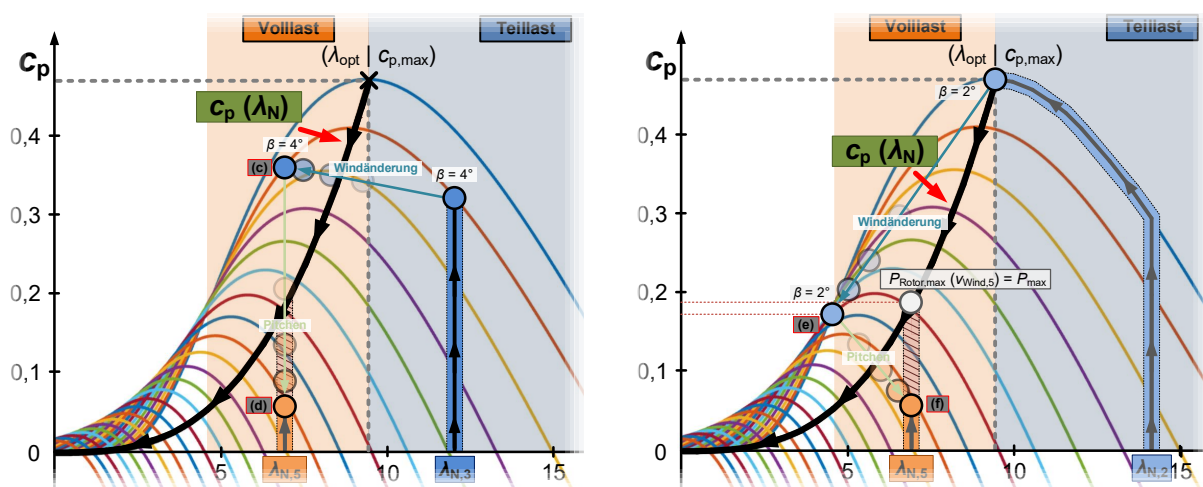 Volllast
Teillast
(λopt
cp,max)
cp
cp (λN)
0,4
0,3
0,2
0,1
0
β = 4°
(c)
Windänderung
β = 4°
Pitchen
(d)
λN,5
λN,3
5
10
15
Volllast
Teillast
(λopt
cp,max)
cp
β = 2°
cp (λN)
0,4
0,3
0,2
0,1
0
Windänderung
PRotor,max (vWind,5) = Pmax
β = 2°
(e)
Pitchen
(f)
λN,5
λN,2
5
10
15